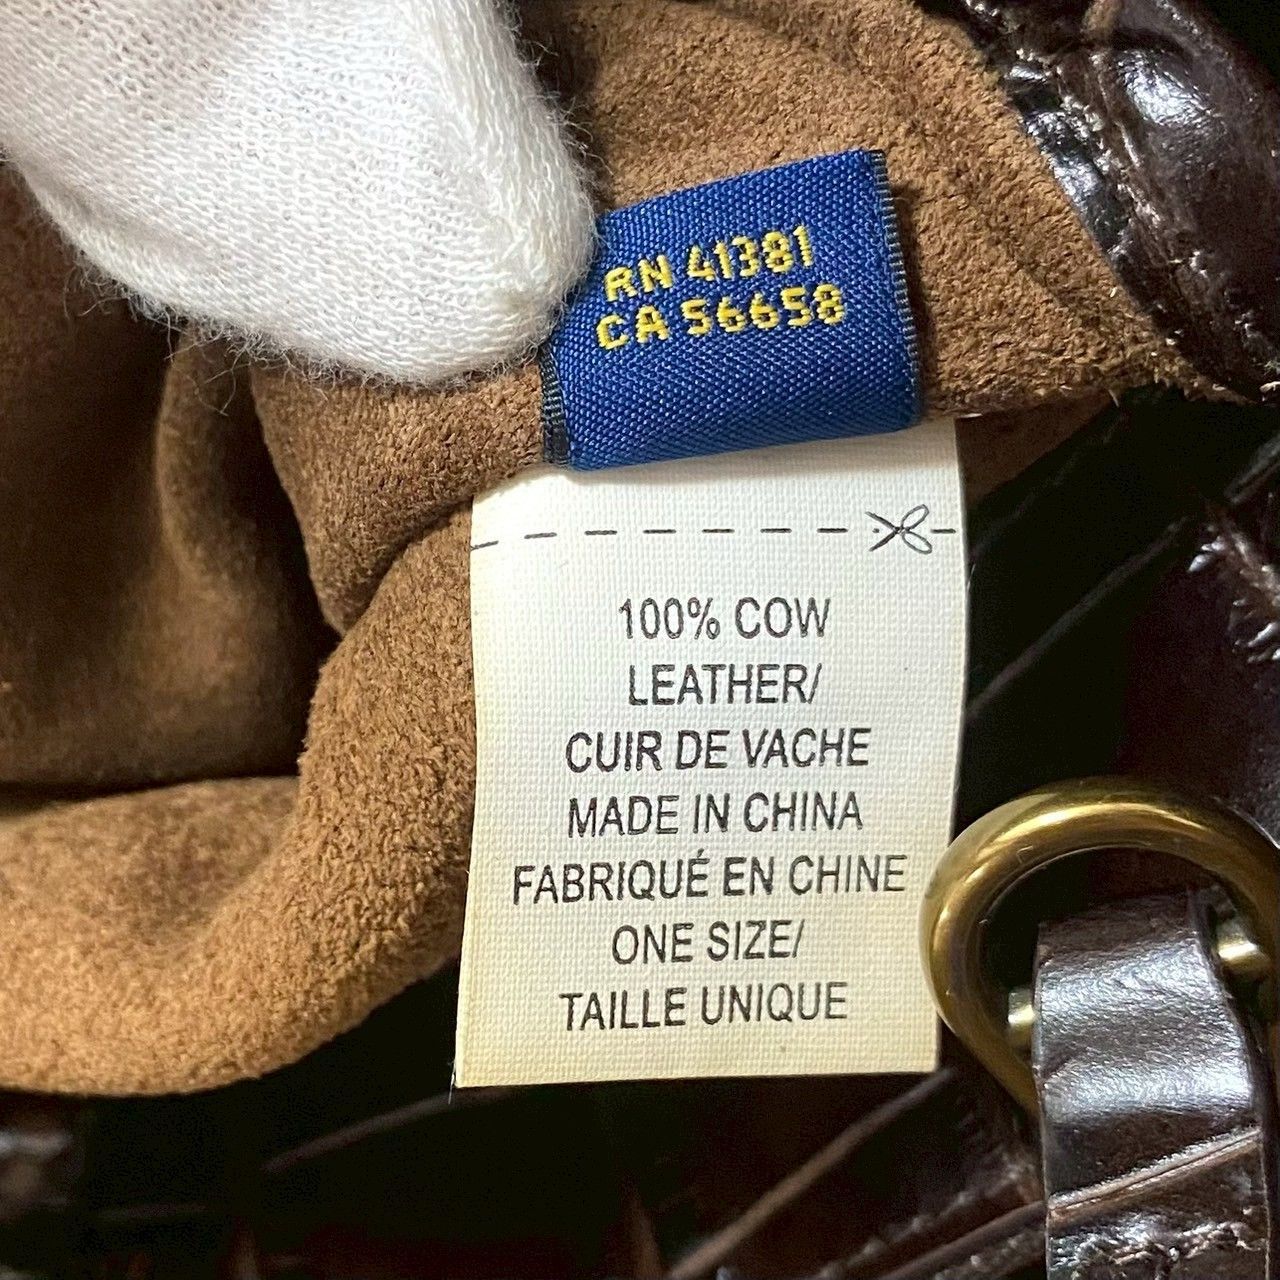 RN 41381
CA 56658
100% COW
LEATHER/
CUIR DE VACHE
MADE IN CHINA
FABRIQUÉ EN CHINE
ONE SIZE/
TAILLE UNIQUE